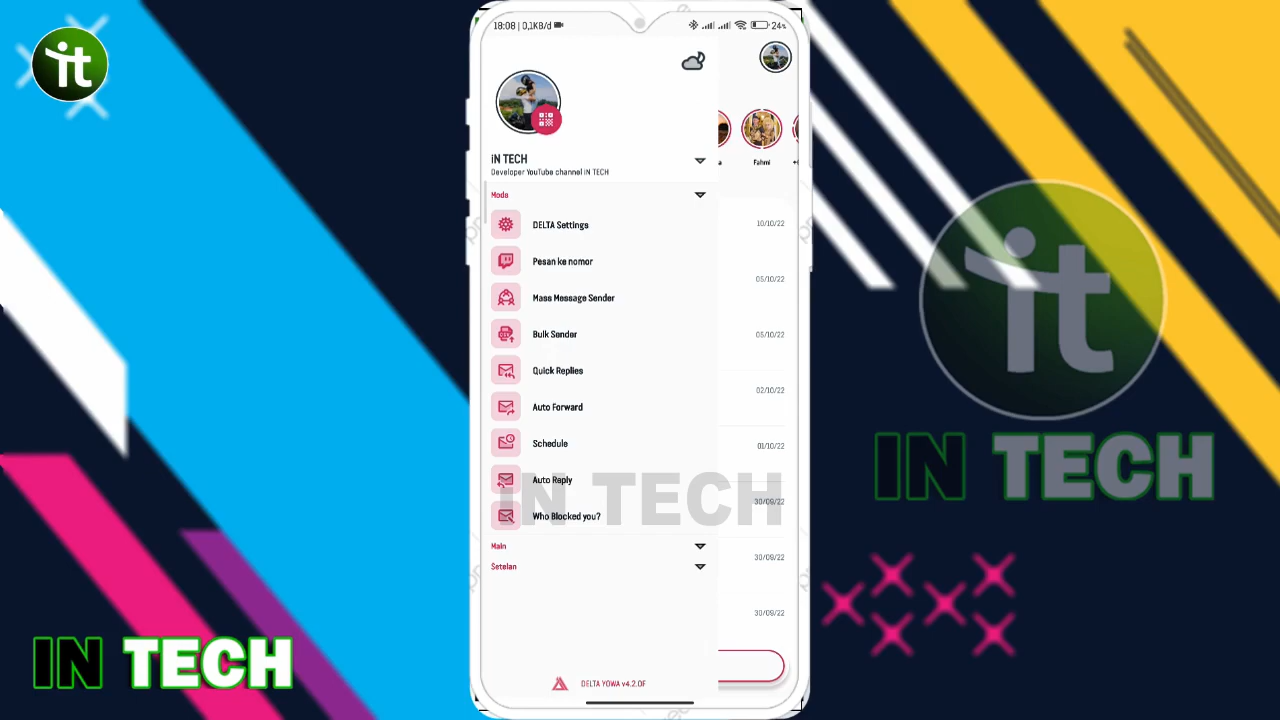 it
18:08 | 0,1KB/d
24%
iN TECH
Developer YouTube channel iN TECH
a
Fahmi
Mods
DELTA Settings
Pesan ke nomor
Mass Message Sender
Bulk Sender
Quick Replies
Auto Forward
Schedule
Auto Reply
Who Blocked you?
Main
Setelan
DELTA YOWA v4.2.0F
10/10/22
05/10/22
05/10/22
02/10/22
01/10/22
30/09/22
30/09/22
30/09/22
IN TECH
it
IN TECH
IN TECH